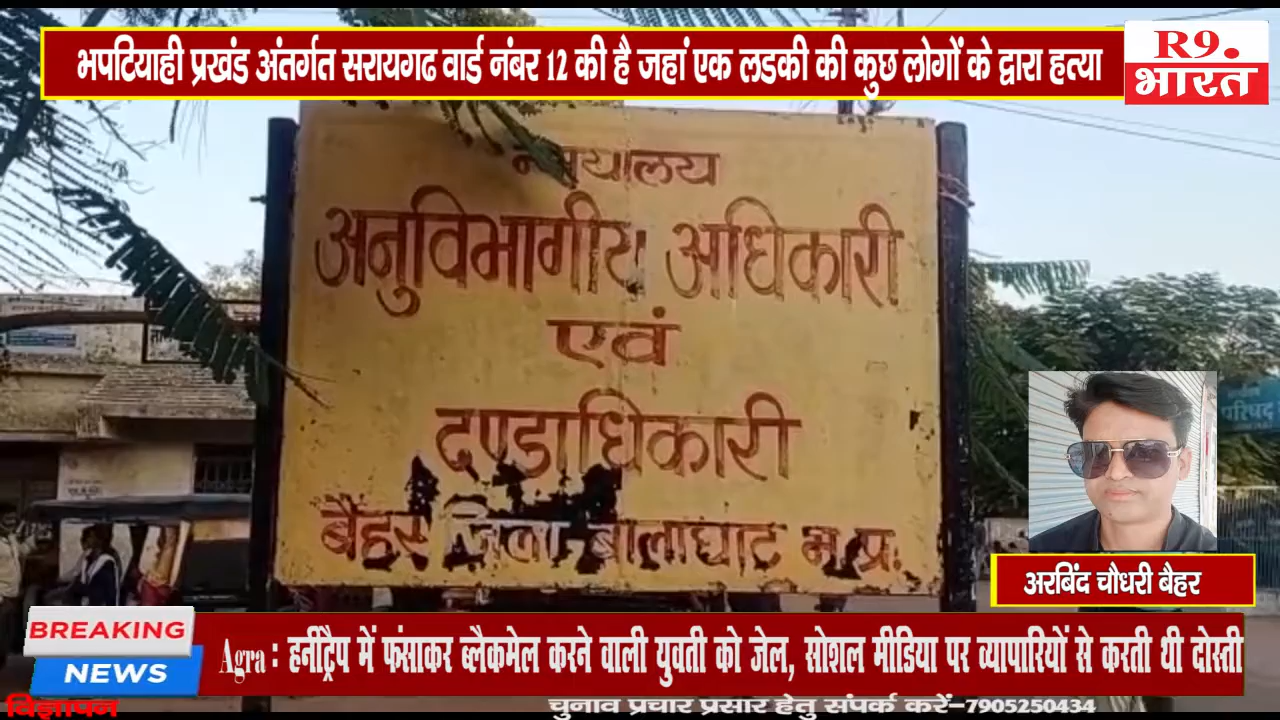 भपटियाही प्रखंड अंतर्गत सरायगढ वार्ड नंबर 12 की है जहां एक लडकी की कुछ लोगों के द्वारा हत्या
R9.
भारत
न्यायालय
अनुविभागीय अधिकारी
एवं
दण्डाधिकारी
बैहर जिला बालाघाट म.प्र.
परिषद
अरबिंद चौधरी बैहर
BREAKING
NEWS
Agra : हनीट्रैप में फंसाकर ब्लैकमेल करने वाली युवती को जेल, सोशल मीडिया पर व्यापारियों से करती थी दोस्ती
विज्ञापन
चुनाव प्रचार प्रसार हेतु संपर्क करें-7905250434